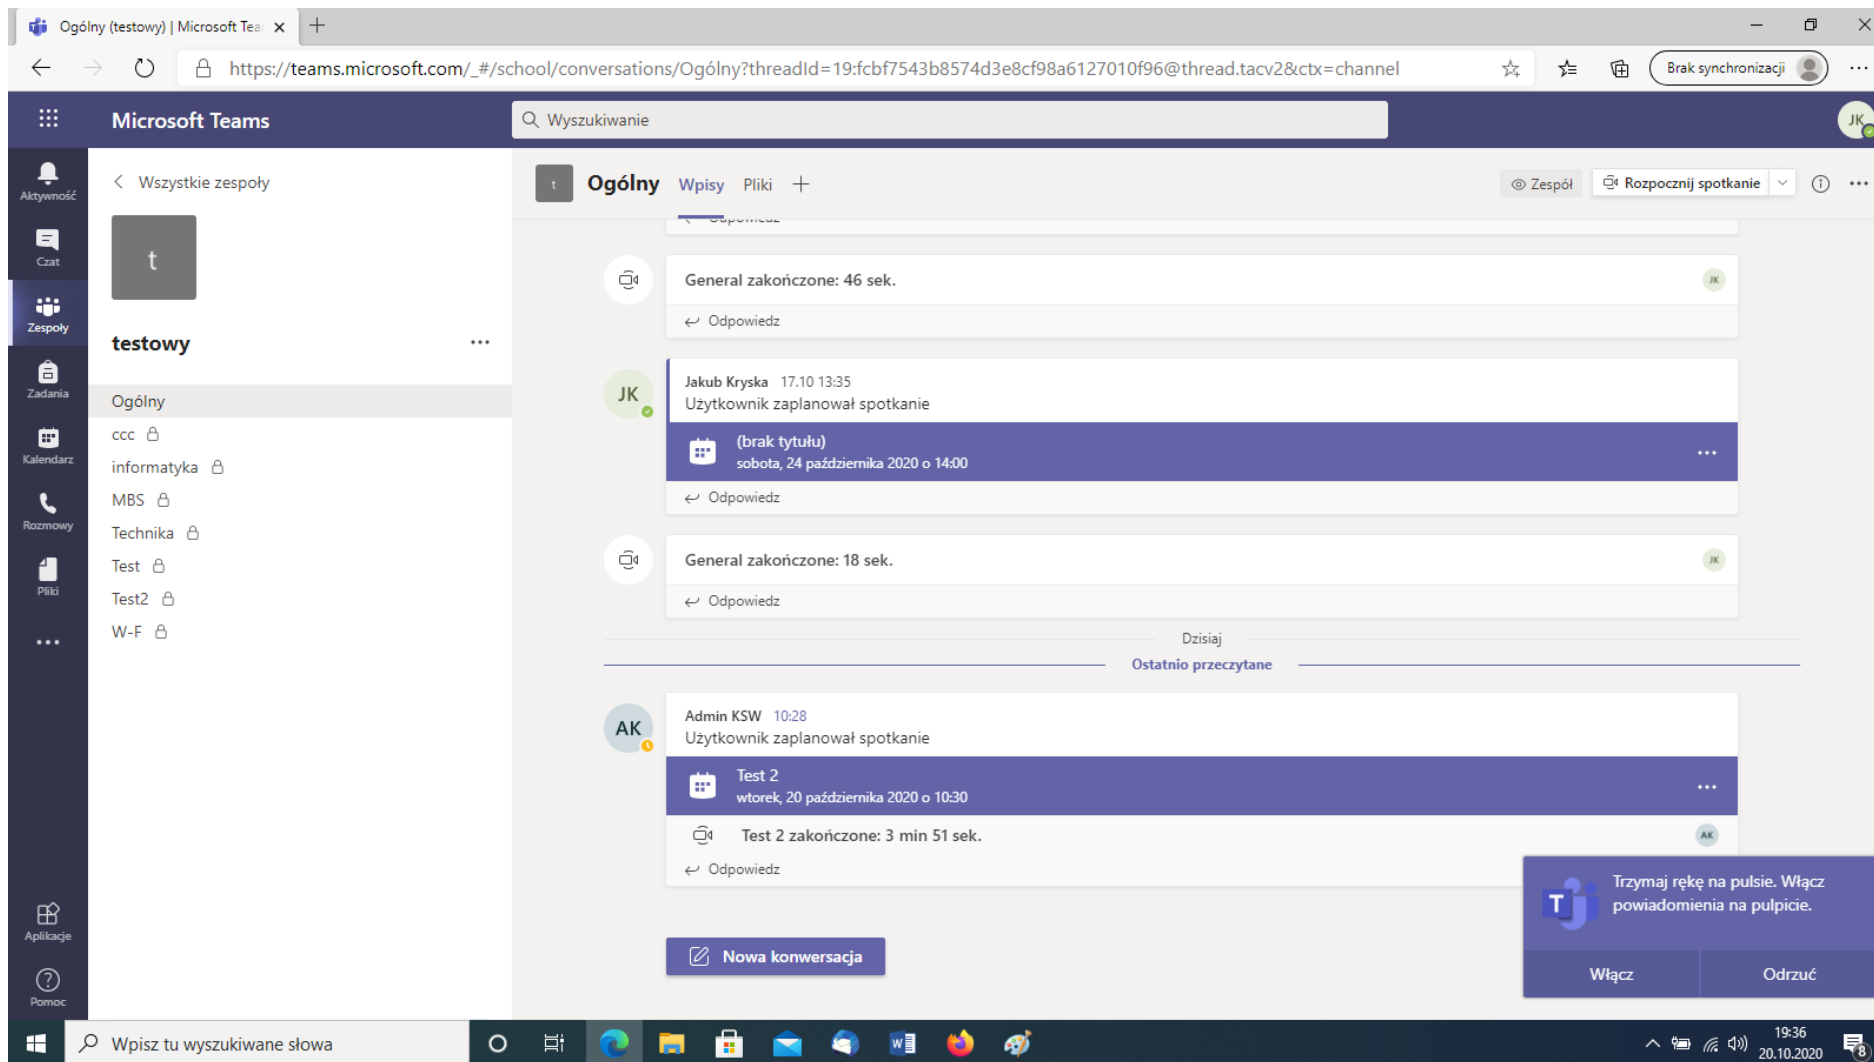 Ogólny (testowy) | Microsoft Tea
https://teams.microsoft.com/_#/school/conversations/Ogólny?threadId=19:fcbf7543b8574d3e8cf98a6127010f96@thread.tacv2&ctx=channel
Brak synchronizacji
Microsoft Teams
Wyszukiwanie
JK
Aktywność
Czat
Zespoły
Zadania
Kalendarz
Rozmowy
Pliki
Aplikacje
Pomoc
Wszystkie zespoły
t
testowy
Ogólny
ccc
informatyka
MBS
Technika
Test
Test2
W-F
t
Ogólny
Wpisy
Pliki
Zespół
Rozpocznij spotkanie
Odpowiedz
General zakończone: 46 sek.
JK
Odpowiedz
JK
Jakub Kryska 17.10 13:35
Użytkownik zaplanował spotkanie
(brak tytułu)
sobota, 24 października 2020 o 14:00
Odpowiedz
General zakończone: 18 sek.
JK
Odpowiedz
Dzisiaj
Ostatnio przeczytane
AK
Admin KSW 10:28
Użytkownik zaplanował spotkanie
Test 2
wtorek, 20 października 2020 o 10:30
Test 2 zakończone: 3 min 51 sek.
AK
Odpowiedz
Nowa konwersacja
T
Trzymaj rękę na pulsie. Włącz
powiadomienia na pulpicie.
Włącz
Odrzuć
Wpisz tu wyszukiwane słowa
W
19:36
20.10.2020
8